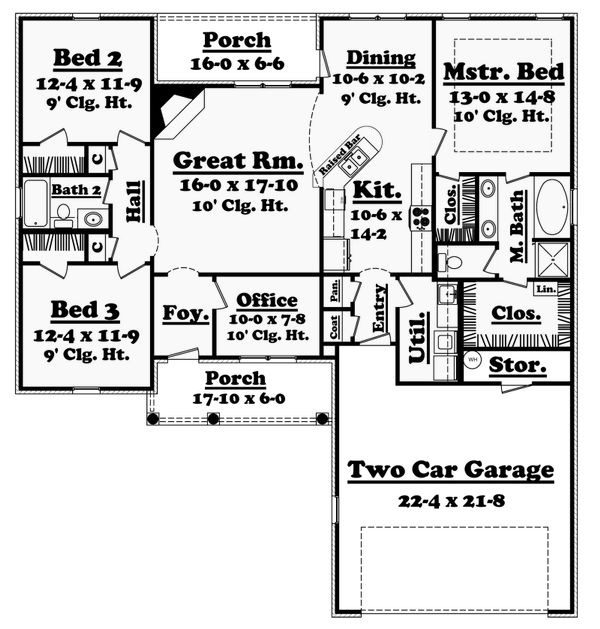 Bed 2
12-4 x 11-9
9' Clg. Ht.
Porch
16-0 x 6-6
Dining
10-6 x 10-2
9' Clg. Ht.
Mstr. Bed
13-0 x 14-8
10' Clg. Ht.
Great Rm.
16-0 x 17-10
10' Clg. Ht.
Raised Bar
Kit.
10-6 x
14-2
C
Bath 2
Hall
C
Clos.
M. Bath
Bed 3
12-4 x 11-9
9' Clg. Ht.
Foy.
Office
10-0 x 7-8
10' Clg. Ht.
Pan.
Coat
Entry
Util.
Lin.
Clos.
WH
Stor.
Porch
17-10 x 6-0
Two Car Garage
22-4 x 21-8